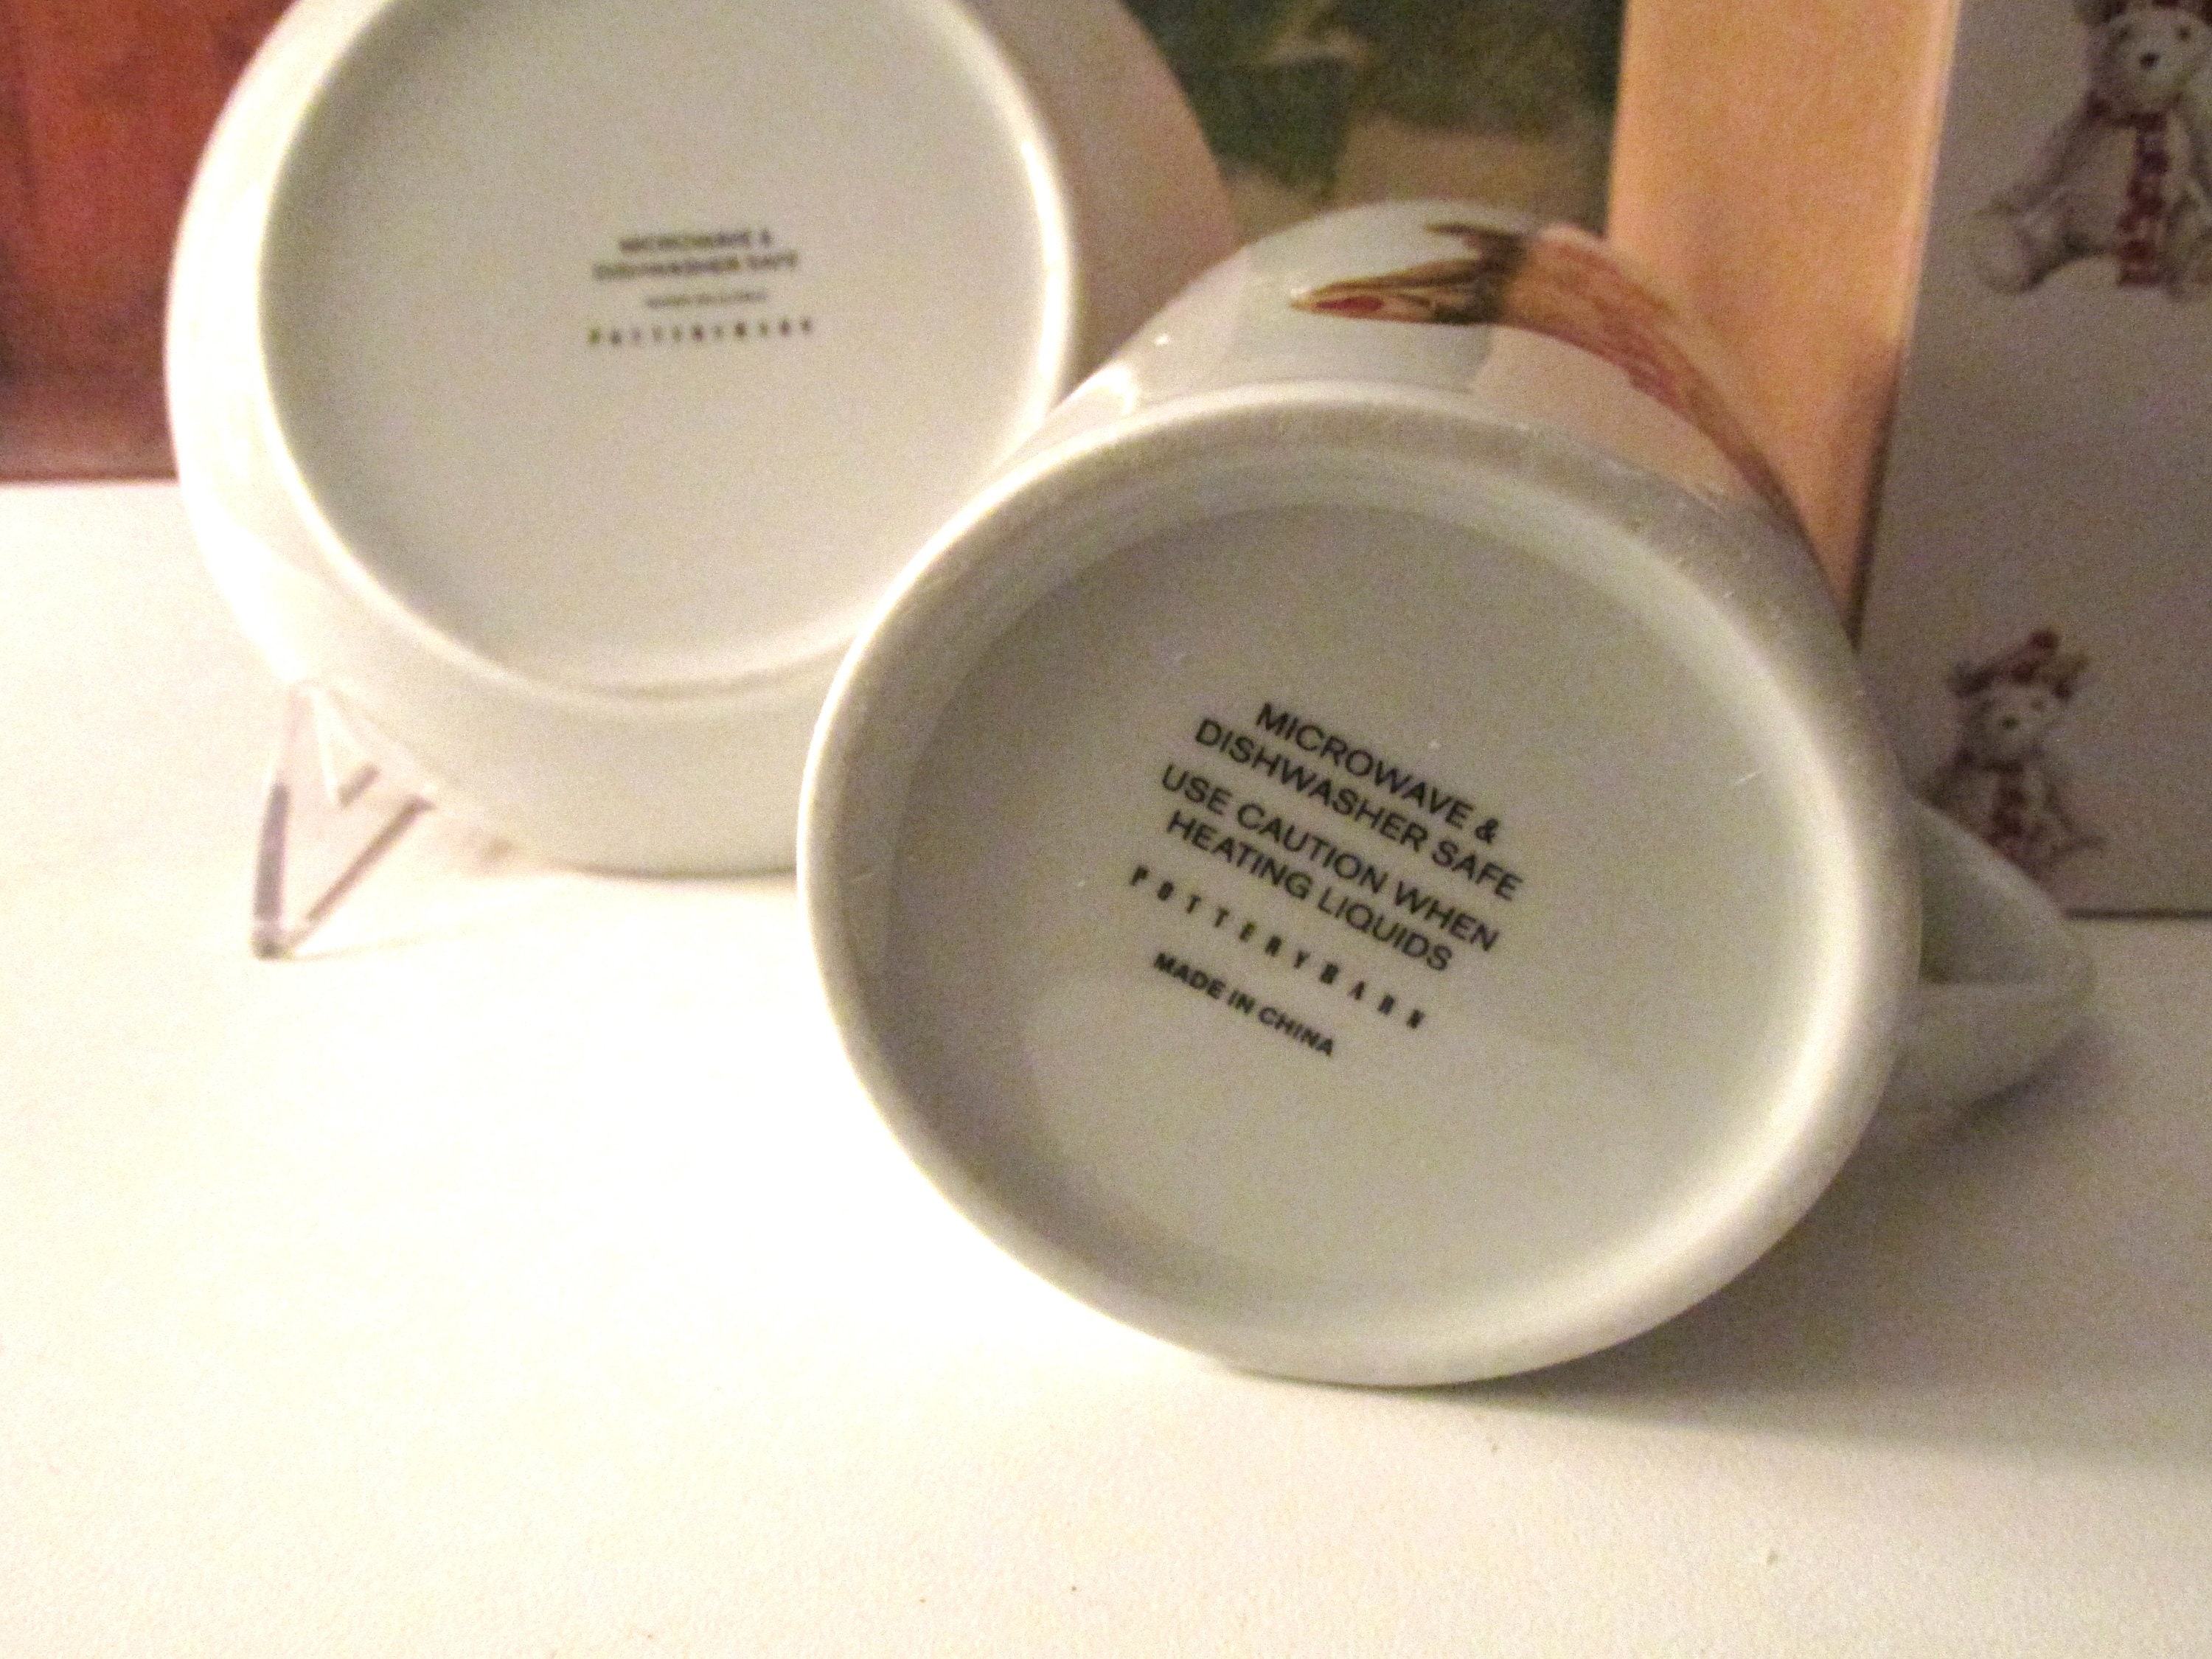 MICROWAVE &
DISHWASHER SAFE
POTTERYBARN
MICROWAVE &
DISHWASHER SAFE
USE CAUTION WHEN
HEATING LIQUIDS
POTTERYBARN
MADE IN CHINA